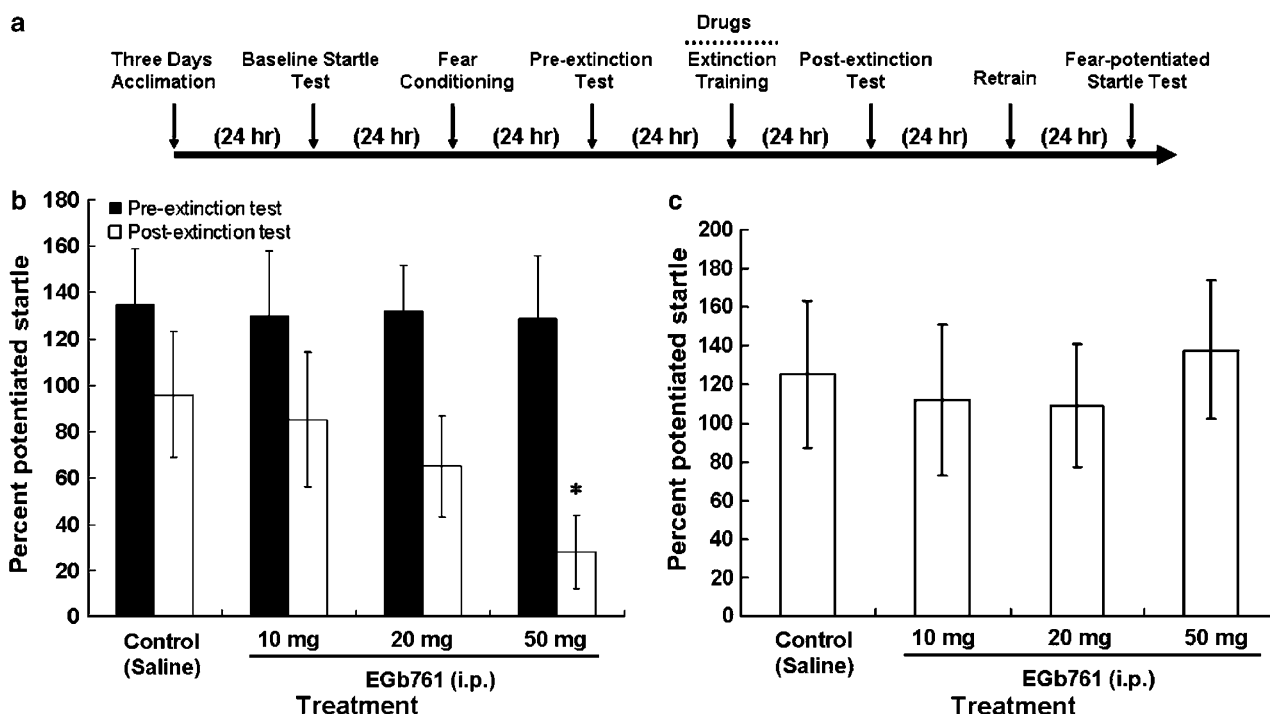 a
Drugs
Three Days Acclimation
Baseline Startle Test
Fear Conditioning
Pre-extinction Test
Extinction Training
Post-extinction Test
Retrain
Fear-potentiated Startle Test
(24 hr) (24 hr) (24 hr) (24 hr) (24 hr) (24 hr) (24 hr)
b
Pre-extinction test
Post-extinction test
Percent potentiated startle
180
160
140
120
100
80
60
40
20
0
*
Control (Saline)
10 mg
20 mg
50 mg
EGb761 (i.p.)
Treatment
c
Percent potentiated startle
200
180
160
140
120
100
80
60
40
20
0
Control (Saline)
10 mg
20 mg
50 mg
EGb761 (i.p.)
Treatment